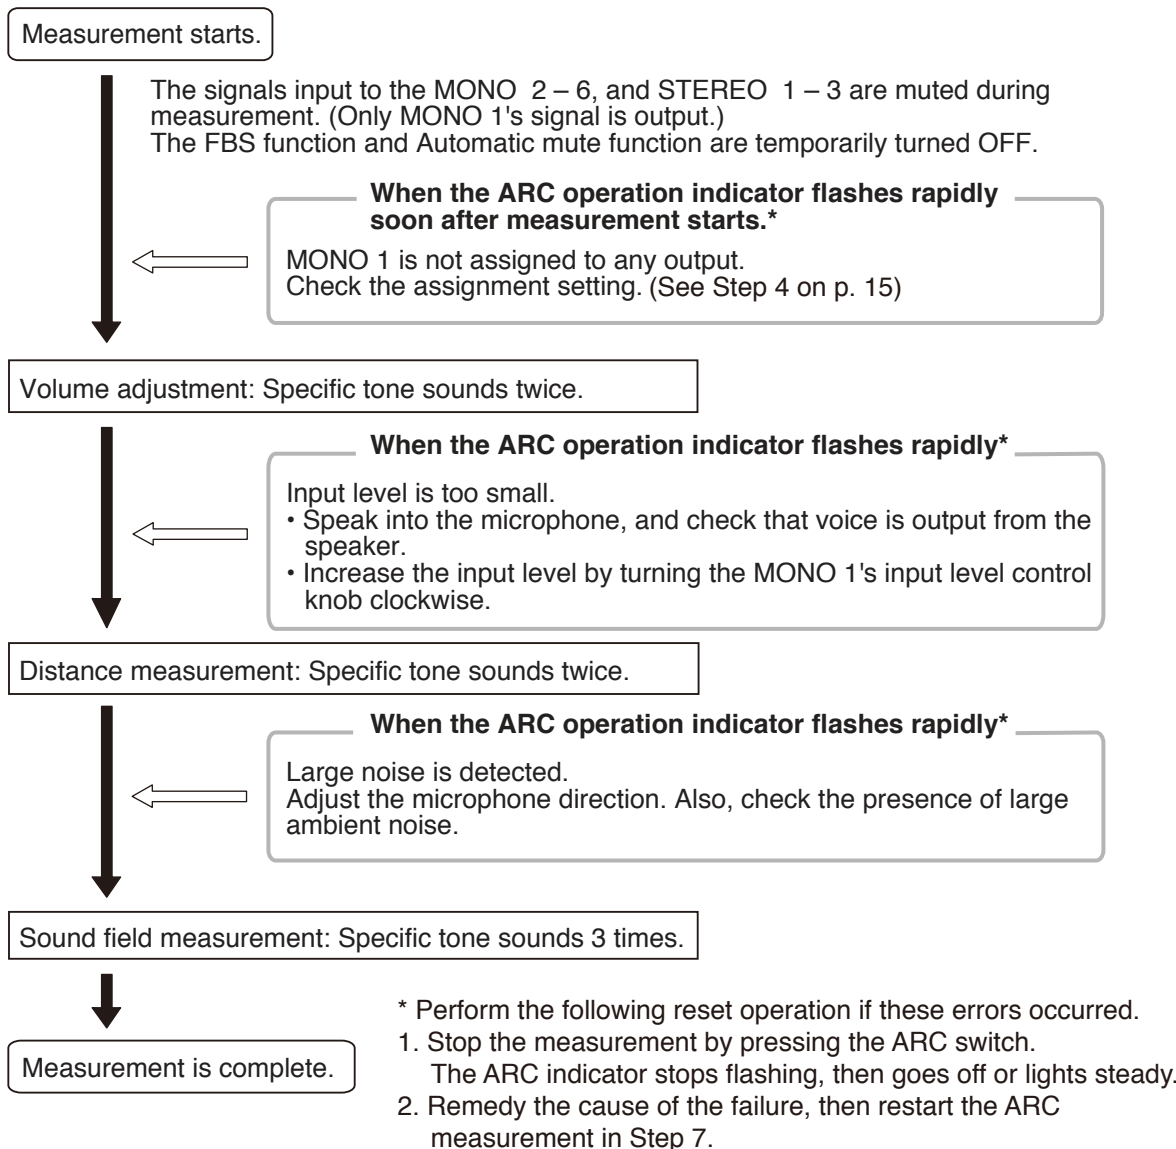 Measurement starts.
The signals input to the MONO  2 – 6, and STEREO  1 – 3 are muted during
measurement. (Only MONO 1's signal is output.)
The FBS function and Automatic mute function are temporarily turned OFF.
When the ARC operation indicator flashes rapidly
soon after measurement starts.*
MONO 1 is not assigned to any output.
Check the assignment setting. (See Step 4 on p. 15)
Volume adjustment: Specific tone sounds twice.
When the ARC operation indicator flashes rapidly*
Input level is too small.
• Speak into the microphone, and check that voice is output from the
speaker.
• Increase the input level by turning the MONO 1's input level control
knob clockwise.
Distance measurement: Specific tone sounds twice.
When the ARC operation indicator flashes rapidly*
Large noise is detected.
Adjust the microphone direction. Also, check the presence of large
ambient noise.
Sound field measurement: Specific tone sounds 3 times.
Measurement is complete.
* Perform the following reset operation if these errors occurred.
1. Stop the measurement by pressing the ARC switch.
The ARC indicator stops flashing, then goes off or lights steady.
2. Remedy the cause of the failure, then restart the ARC
measurement in Step 7.